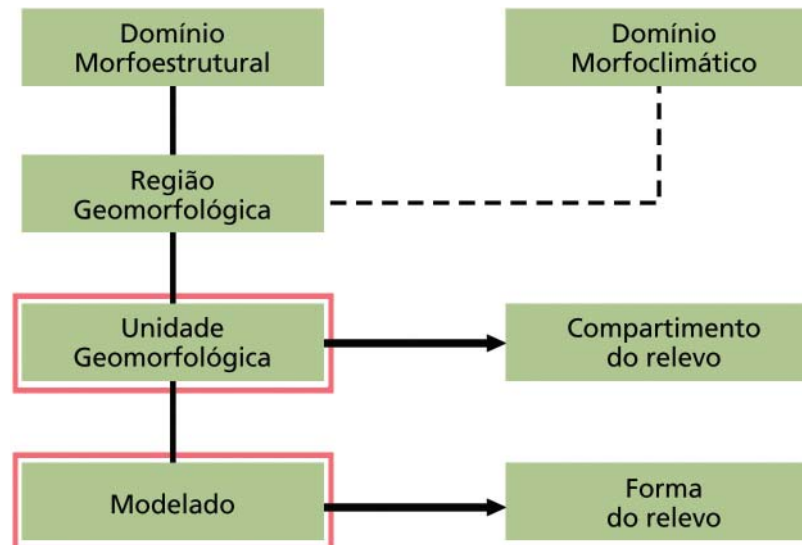 Domínio
Morfoestrutural
Domínio
Morfoclimático
Região
Geomorfológica
Unidade
Geomorfológica
Compartimento
do relevo
Modelado
Forma
do relevo